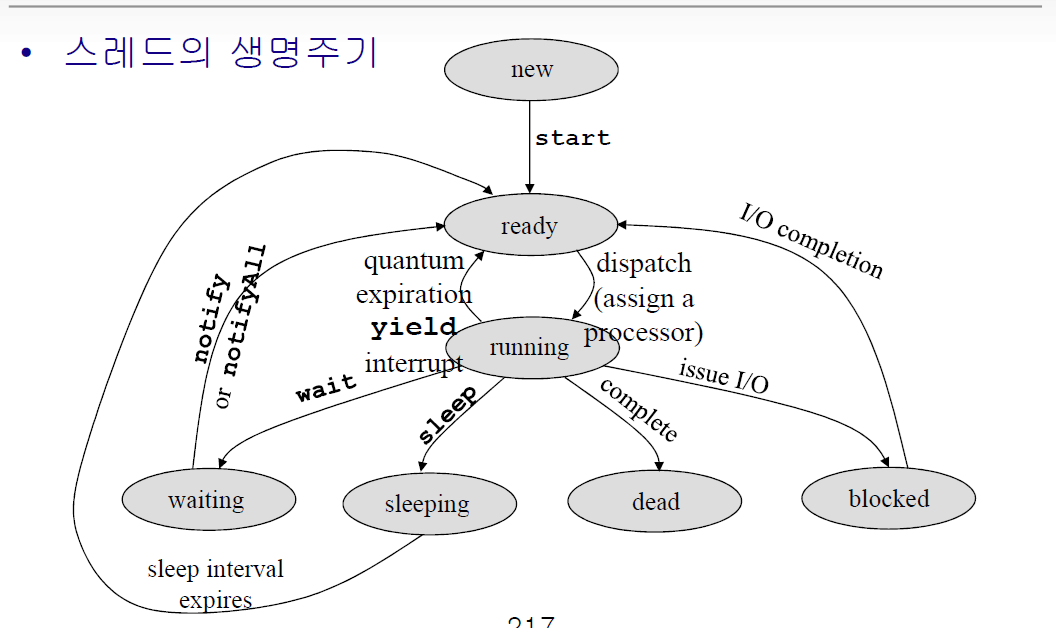 • 스레드의 생명주기
new
start
ready
I/O completion
notify
or notifyAll
quantum
expiration
yield
interrupt
dispatch
(assign a
processor)
running
wait
sleep
complete
issue I/O
waiting
sleeping
dead
blocked
sleep interval
expires
217